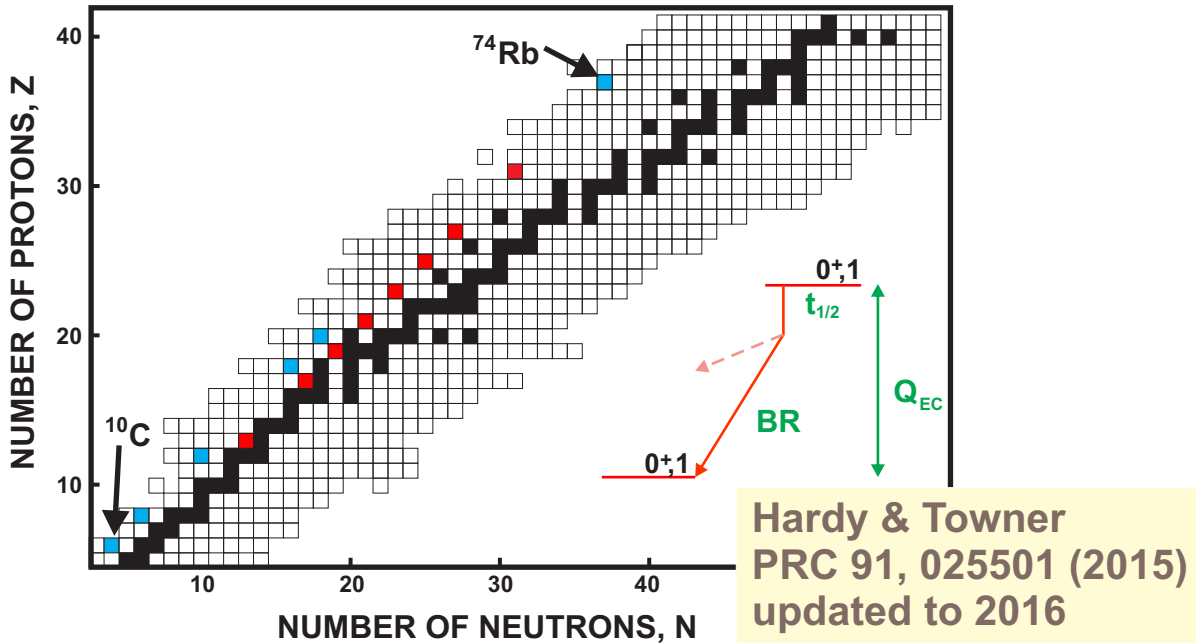 NUMBER OF PROTONS, Z
40
30
20
10
⁷⁴Rb
¹⁰C
0⁺,1
t₁/₂
BR
Q_EC
0⁺,1
10
20
30
40
NUMBER OF NEUTRONS, N
Hardy & Towner
PRC 91, 025501 (2015)
updated to 2016